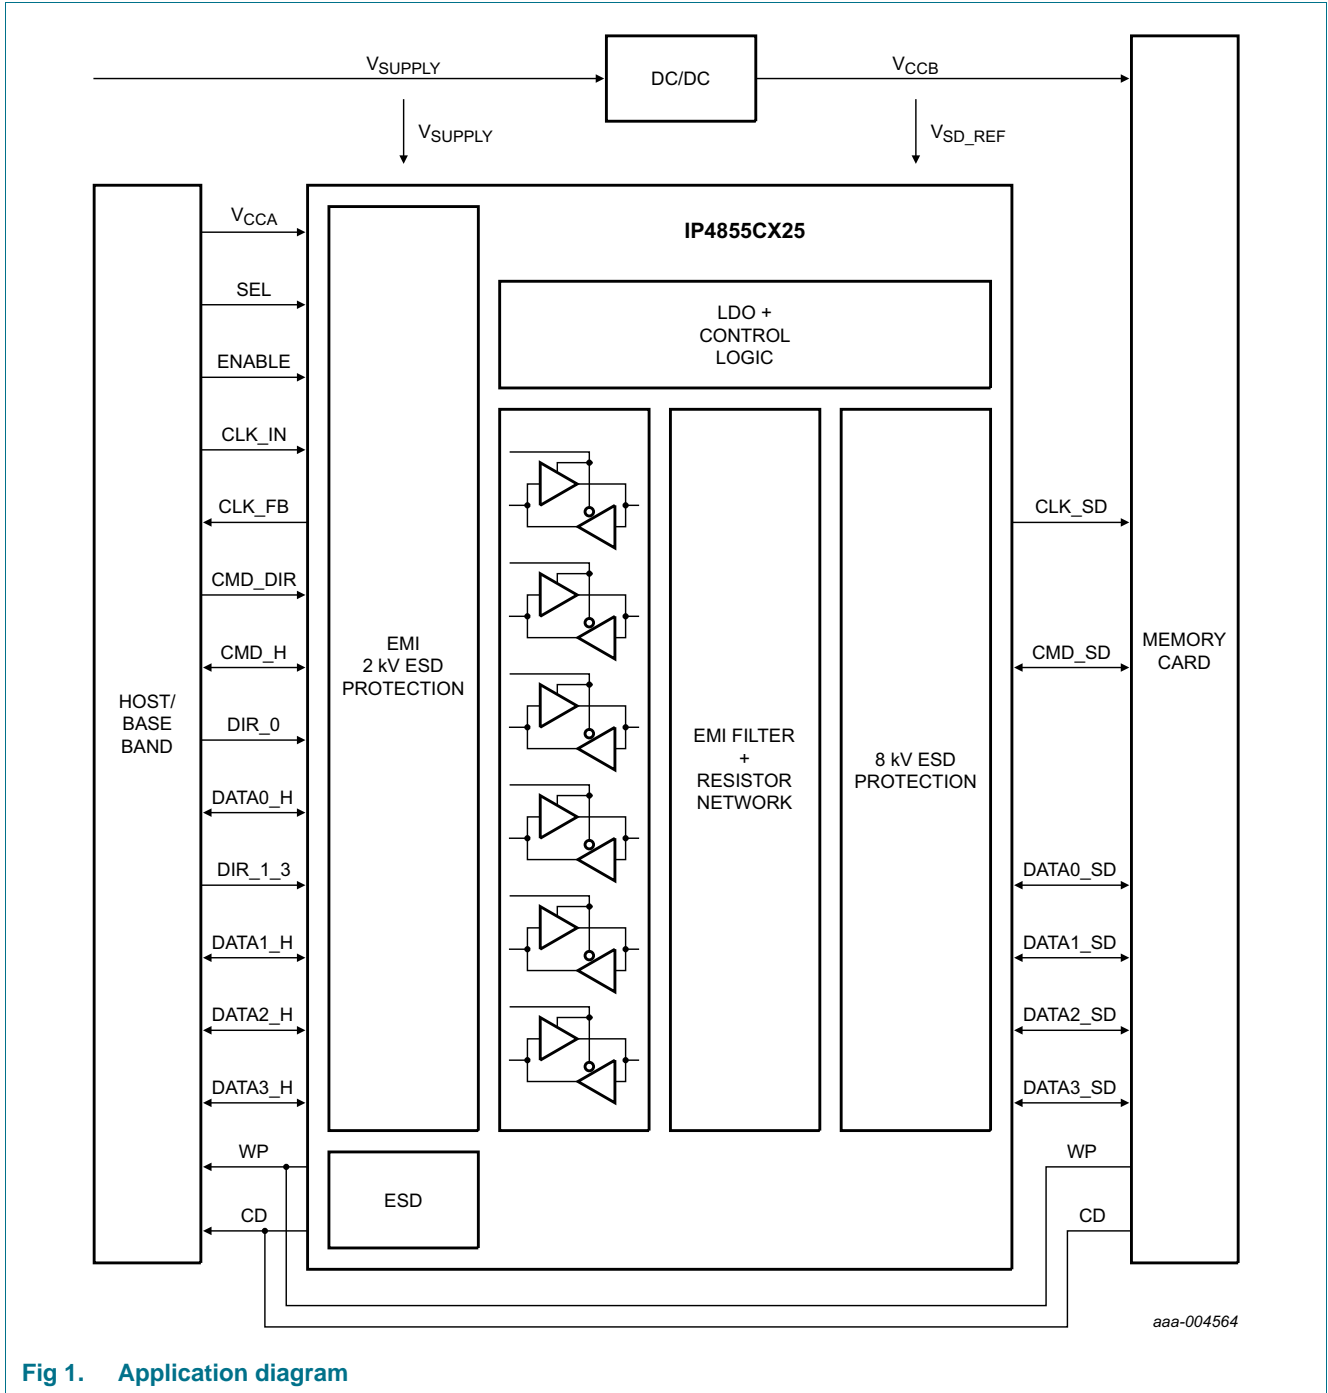 VSUPPLY
DC/DC
VCCB
VSUPPLY
VSD_REF
VCCA
SEL
ENABLE
CLK_IN
CLK_FB
CMD_DIR
CMD_H
DIR_0
DATA0_H
DIR_1_3
DATA1_H
DATA2_H
DATA3_H
WP
CD
HOST/
BASE
BAND
IP4855CX25
LDO +
CONTROL
LOGIC
EMI
2 kV ESD
PROTECTION
EMI FILTER
+
RESISTOR
NETWORK
8 kV ESD
PROTECTION
ESD
CLK_SD
CMD_SD
DATA0_SD
DATA1_SD
DATA2_SD
DATA3_SD
WP
CD
MEMORY
CARD
aaa-004564
Fig 1. Application diagram